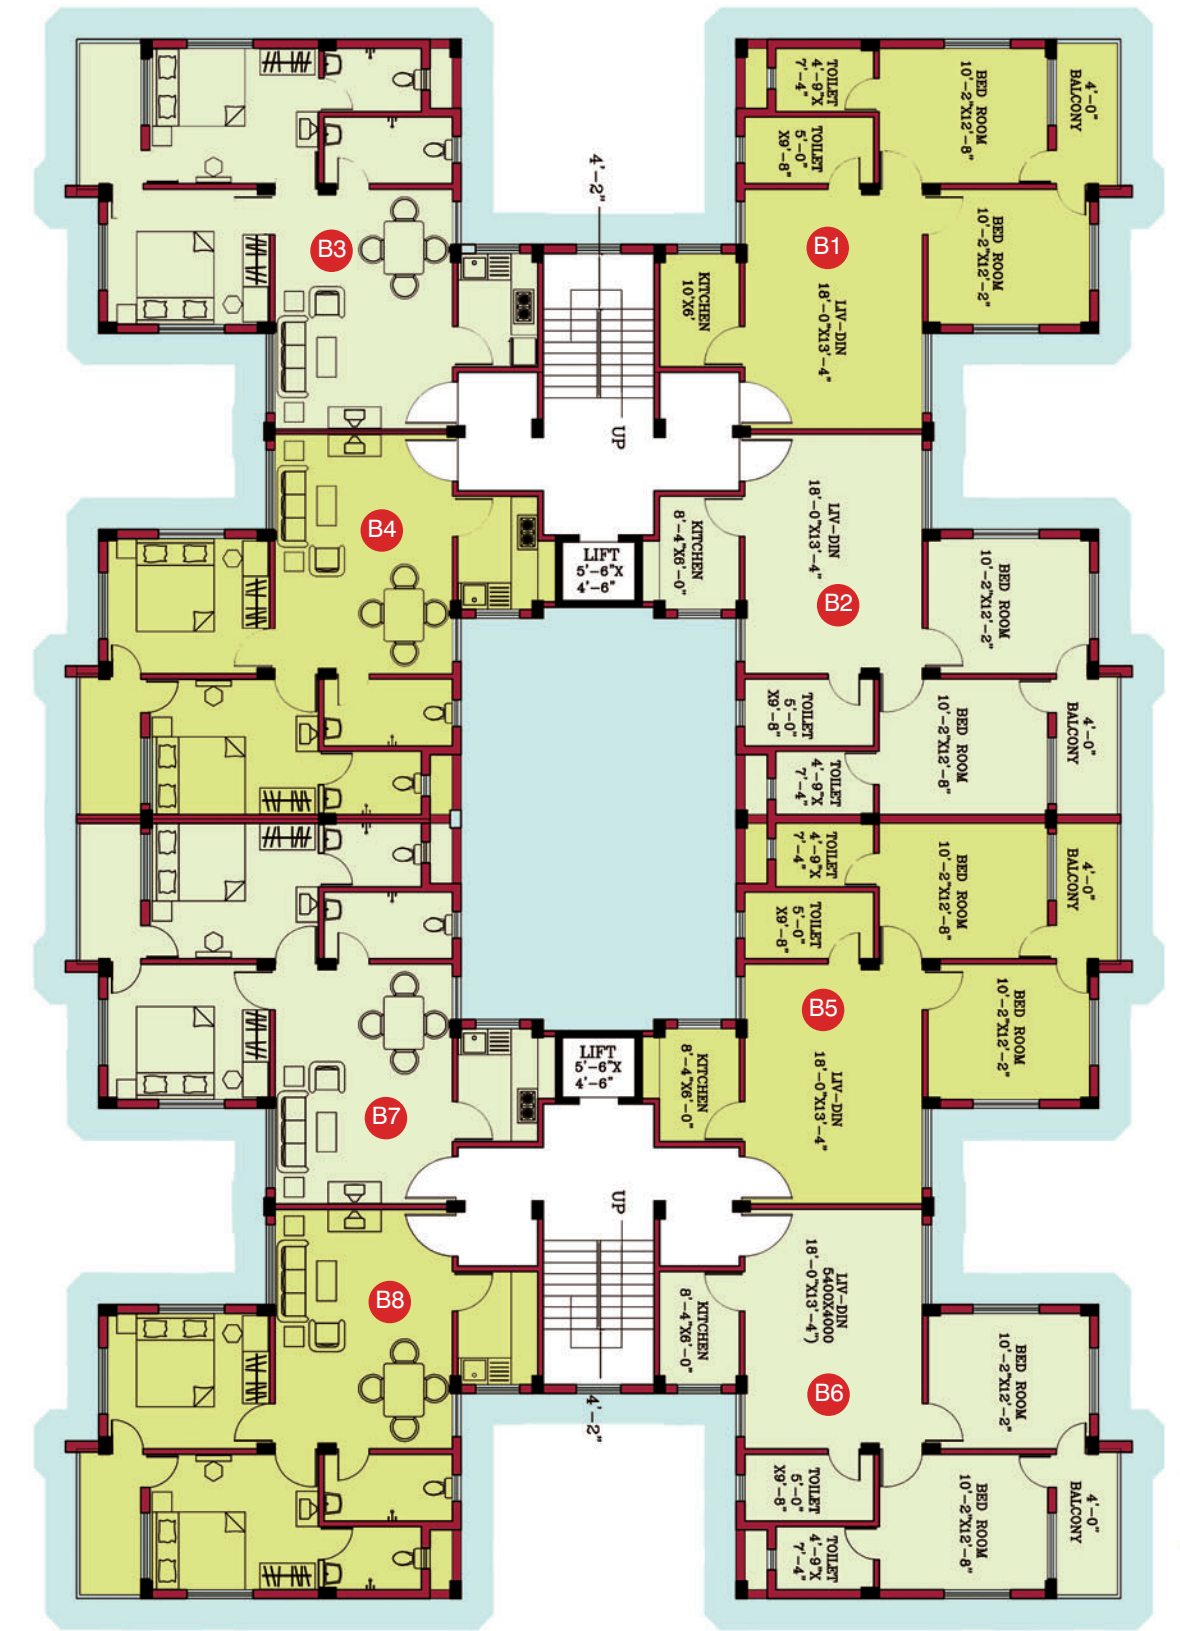 TOILET
4'-9"X
7'-4"
BED ROOM
10'-2"X12'-8"
4'-0"
BALCONY
TOILET
5'-0"
X9'-8"
4'-2"
BED ROOM
10'-2"X12'-2"
B3
B1
KITCHEN
10'X6'
LIV-DIN
18'-0"X13'-4"
UP
B4
LIV-DIN
18'-0"X13'-4"
KITCHEN
8'-4"X6'-0"
LIFT
5'-6"X
4'-6"
B2
BED ROOM
10'-2"X12'-2"
TOILET
5'-0"
X9'-8"
BED ROOM
10'-2"X12'-8"
4'-0"
BALCONY
TOILET
4'-9"X
7'-4"
TOILET
4'-9"X
7'-4"
BED ROOM
10'-2"X12'-8"
4'-0"
BALCONY
TOILET
5'-0"
X9'-8"
B5
BED ROOM
10'-2"X12'-2"
LIFT
5'-6"X
4'-6"
KITCHEN
8'-4"X6'-0"
LIV-DIN
18'-0"X13'-4"
B7
UP
LIV-DIN
5400X4000
18'-0"X13'-4")
B8
KITCHEN
8'-4"X6'-0"
BED ROOM
10'-2"X12'-2"
B6
4'-2"
TOILET
5'-0"
X9'-8"
BED ROOM
10'-2"X12'-8"
4'-0"
BALCONY
TOILET
4'-9"X
7'-4"